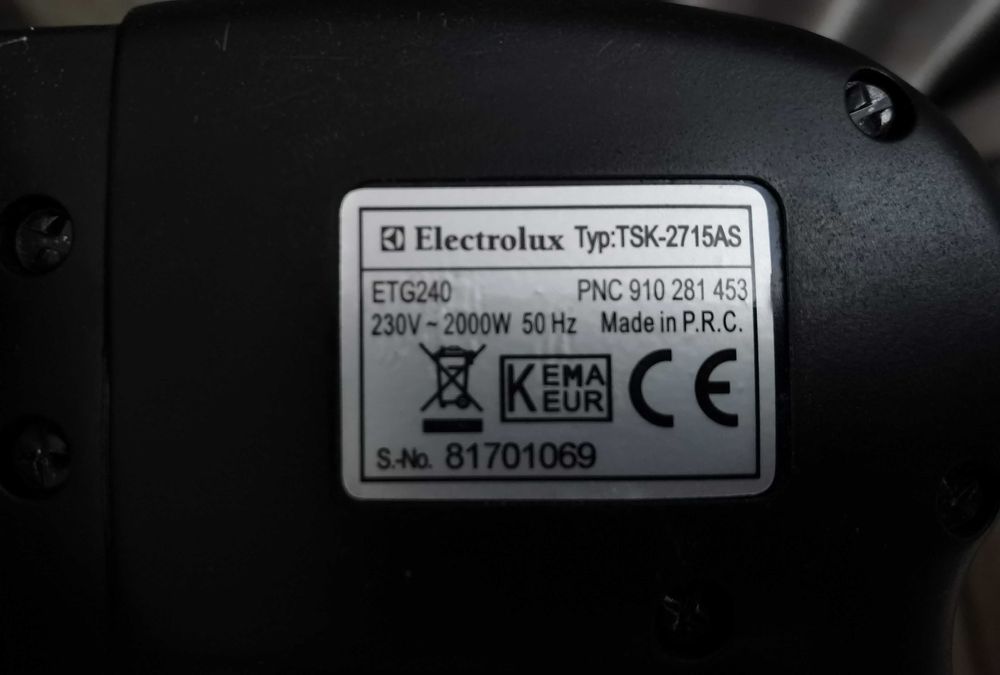 Electrolux Typ:TSK-2715AS
ETG240 PNC 910 281 453
230V ~ 2000W 50 Hz Made in P.R.C.
KEMA
EUR
CE
S.-No. 81701069